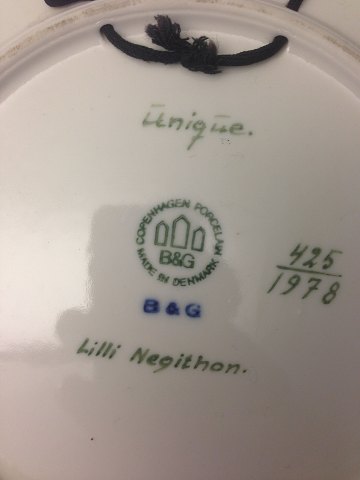 Unique.
COPENHAGEN PORCELAIN
B&G
MADE IN DENMARK
425
1978
B&G
Lilli Negithon.